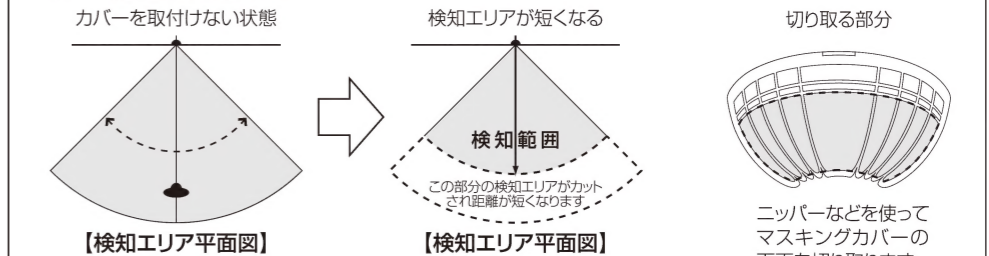 カバーを取付けない状態
検知エリアが短くなる
切り取る部分
検知範囲
この部分の検知エリアがカット
され距離が短くなります
【検知エリア平面図】
【検知エリア平面図】
ニッパーなどを使って
マスキングカバーの